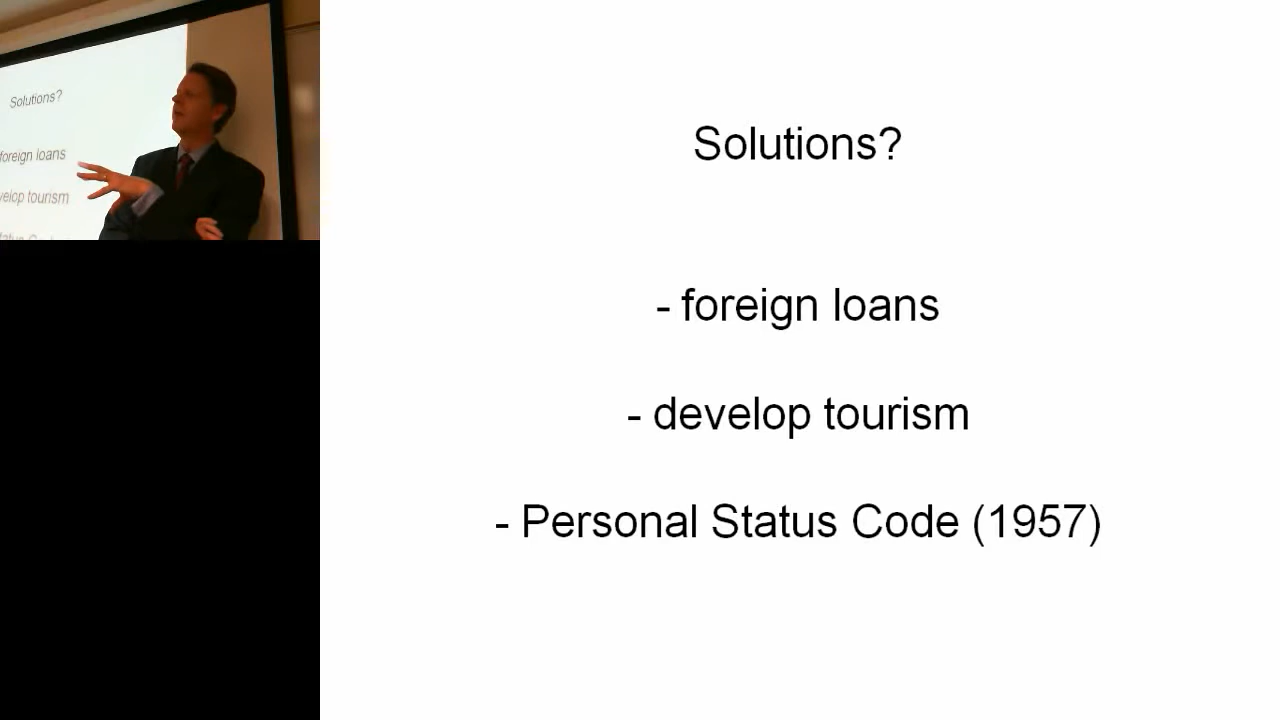 Solutions?
foreign loans
velop tourism
Solutions?
- foreign loans
- develop tourism
- Personal Status Code (1957)